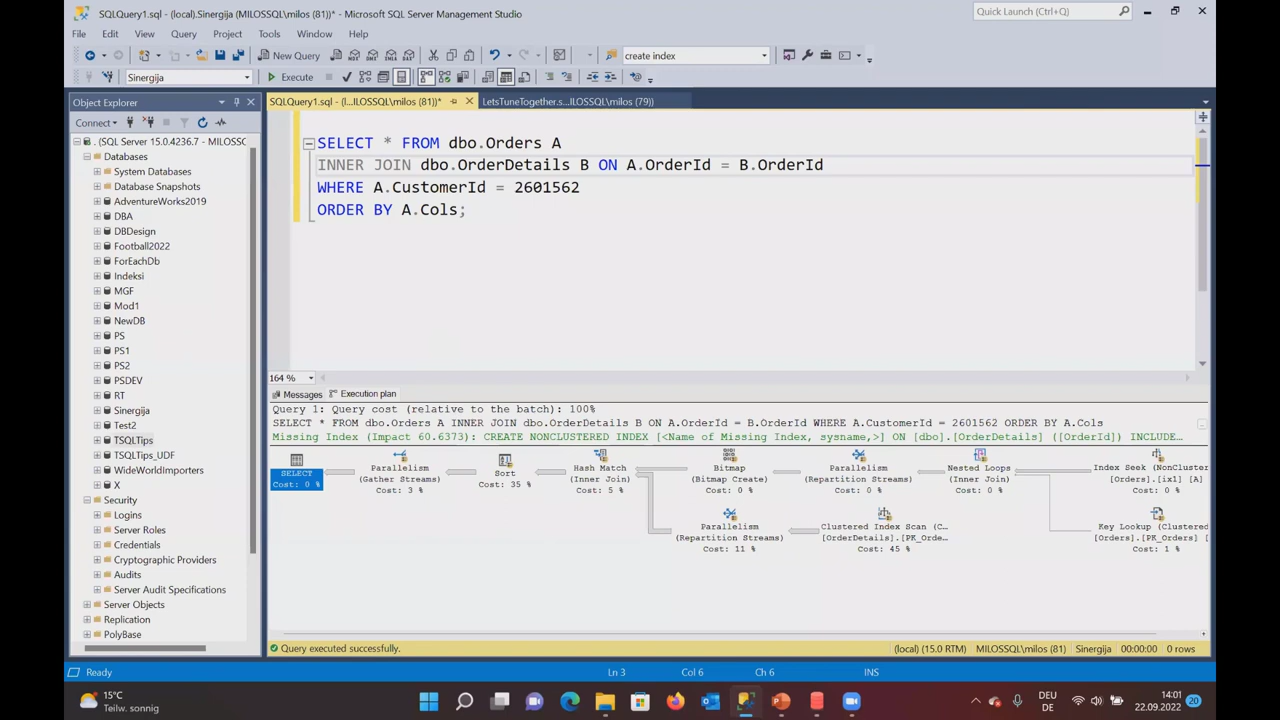 SQLQuery1.sql - (local).Sinergija (MILOSSQL\milos (81))* - Microsoft SQL Server Management Studio
Quick Launch (Ctrl+Q)
File Edit View Query Project Tools Window Help
New Query
create index
Sinergija
Execute
Object Explorer
SQLQuery1.sql - (l...ILOSSQL\milos (81))*
LetsTuneTogether.s...ILOSSQL\milos (79))
Connect
. (SQL Server 15.0.4236.7 - MILOSSC
Databases
System Databases
Database Snapshots
AdventureWorks2019
DBA
DBDesign
Football2022
ForEachDb
Indeksi
MGF
Mod1
NewDB
PS
PS1
PS2
PSDEV
RT
Sinergija
Test2
TSQLTips
TSQLTips_UDF
WideWorldImporters
X
Security
Logins
Server Roles
Credentials
Cryptographic Providers
Audits
Server Audit Specifications
Server Objects
Replication
PolyBase
SELECT * FROM dbo.Orders A
INNER JOIN dbo.OrderDetails B ON A.OrderId = B.OrderId
WHERE A.CustomerId = 2601562
ORDER BY A.Cols;
164 %
Messages Execution plan
Query 1: Query cost (relative to the batch): 100%
SELECT * FROM dbo.Orders A INNER JOIN dbo.OrderDetails B ON A.OrderId = B.OrderId WHERE A.CustomerId = 2601562 ORDER BY A.Cols
Missing Index (Impact 60.6373): CREATE NONCLUSTERED INDEX [<Name of Missing Index, sysname,>] ON [dbo].[OrderDetails] ([OrderId]) INCLUDE…
SELECT
Cost: 0 %
Parallelism
(Gather Streams)
Cost: 3 %
Sort
Cost: 35 %
Hash Match
(Inner Join)
Cost: 5 %
Bitmap
(Bitmap Create)
Cost: 0 %
Parallelism
(Repartition Streams)
Cost: 0 %
Nested Loops
(Inner Join)
Cost: 0 %
Index Seek (NonCluster
[Orders].[ix1] [A]
Cost: 0 %
Parallelism
(Repartition Streams)
Cost: 11 %
Clustered Index Scan (C…
[OrderDetails].[PK_Orde…
Cost: 45 %
Key Lookup (Clustered
[Orders].[PK_Orders] [
Cost: 1 %
Query executed successfully.
(local) (15.0 RTM) MILOSSQL\milos (81) Sinergija 00:00:00 0 rows
Ready
Ln 3 Col 6 Ch 6 INS
15°C
Teilw. sonnig
DEU
DE
14:01
22.09.2022
20